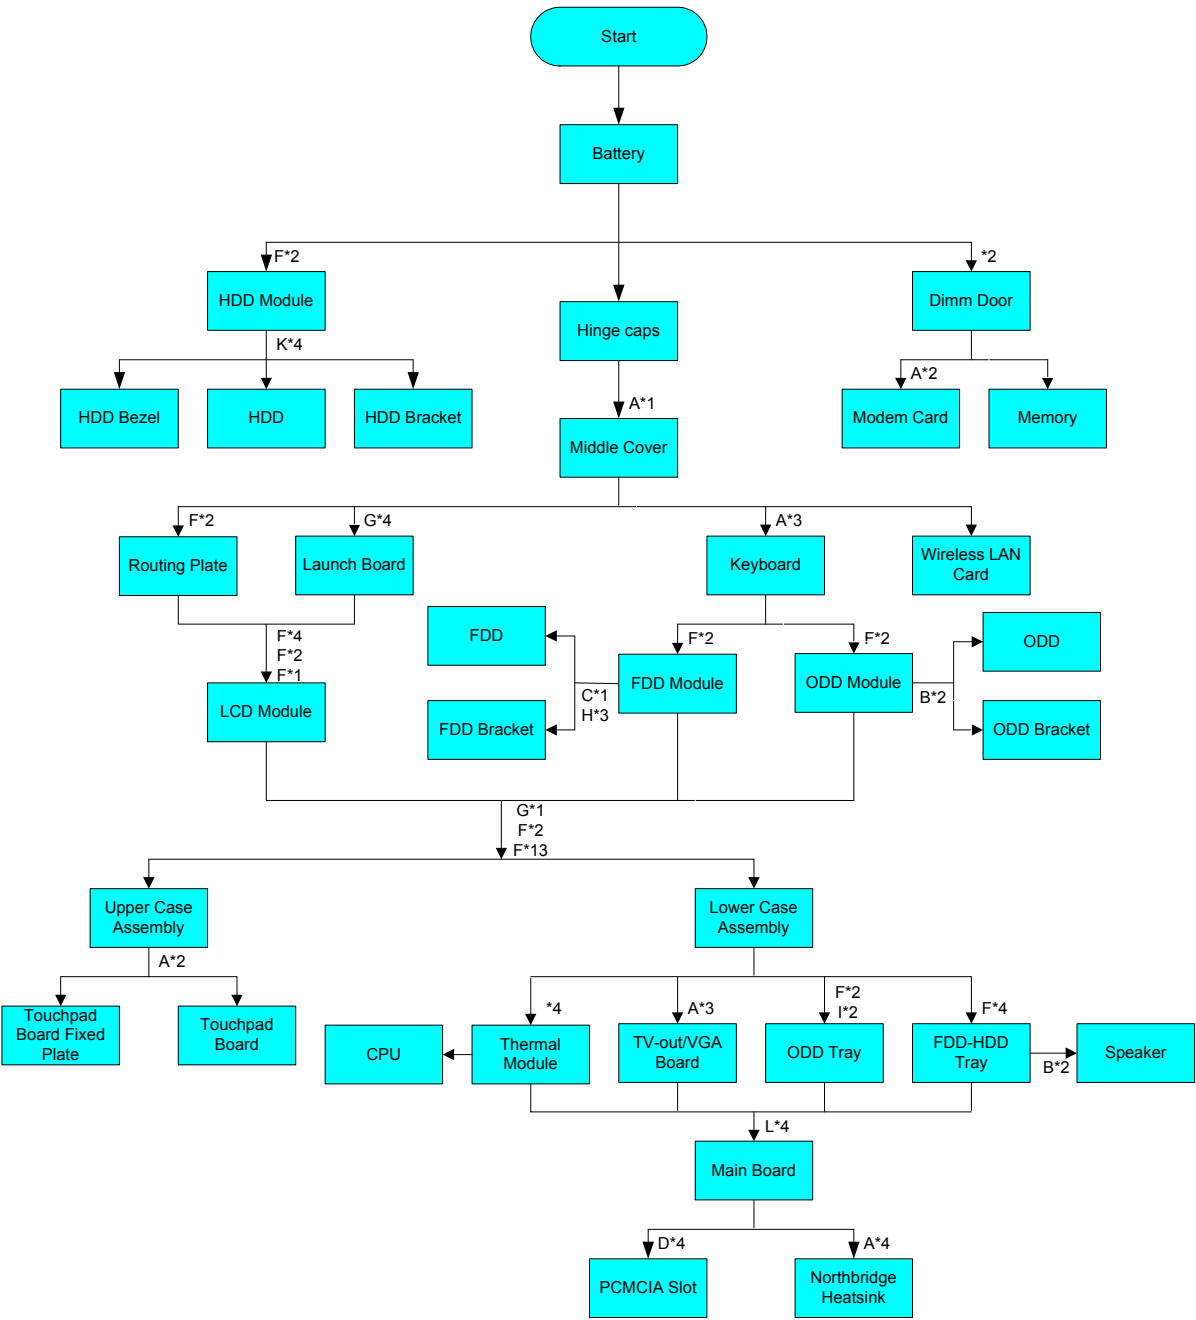 Start
Battery
F*2
*2
HDD Module
Hinge caps
Dimm Door
K*4
A*1
A*2
HDD Bezel
HDD
HDD Bracket
Middle Cover
Modem Card
Memory
F*2
G*4
A*3
Routing Plate
Launch Board
Keyboard
Wireless LAN
Card
F*4
F*2
F*1
FDD
F*2
F*2
ODD
LCD Module
C*1
H*3
FDD Module
ODD Module
B*2
FDD Bracket
ODD Bracket
G*1
F*2
F*13
Upper Case
Assembly
Lower Case
Assembly
A*2
*4
A*3
F*2
I*2
F*4
Touchpad
Board Fixed
Plate
Touchpad
Board
CPU
Thermal
Module
TV-out/VGA
Board
ODD Tray
FDD-HDD
Tray
B*2
Speaker
L*4
Main Board
D*4
A*4
PCMCIA Slot
Northbridge
Heatsink